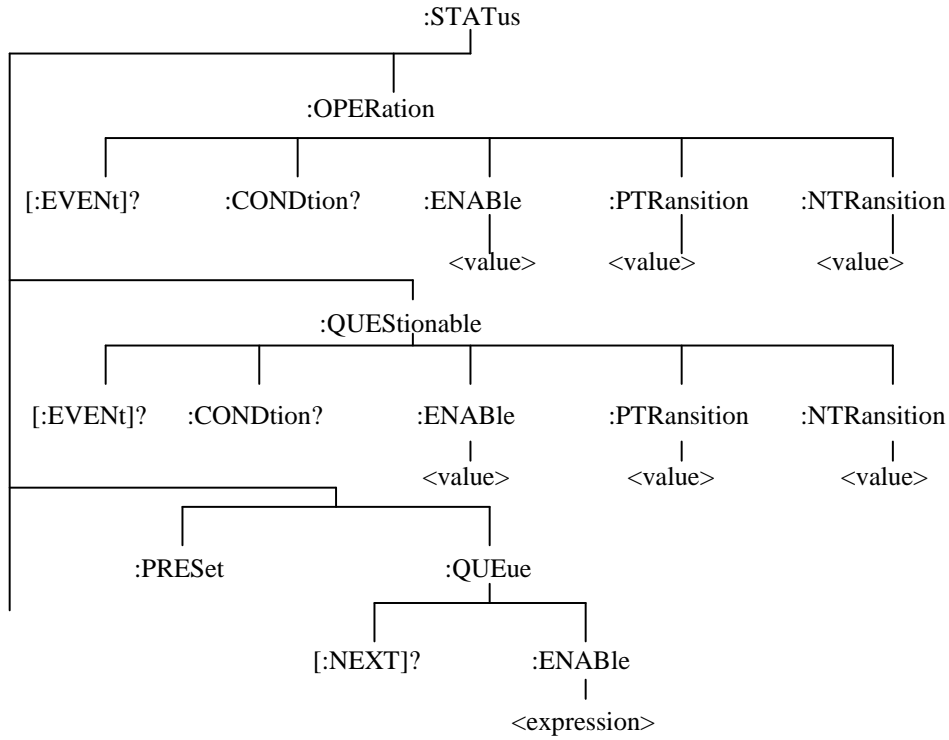 :STATus
:OPERation
[:EVENt]? :CONDtion? :ENABle :PTRansition :NTRansition
<value> <value> <value>
:QUEStionable
[:EVENt]? :CONDtion? :ENABle :PTRansition :NTRansition
<value> <value> <value>
:PRESet :QUEue
[:NEXT]? :ENABle
<expression>